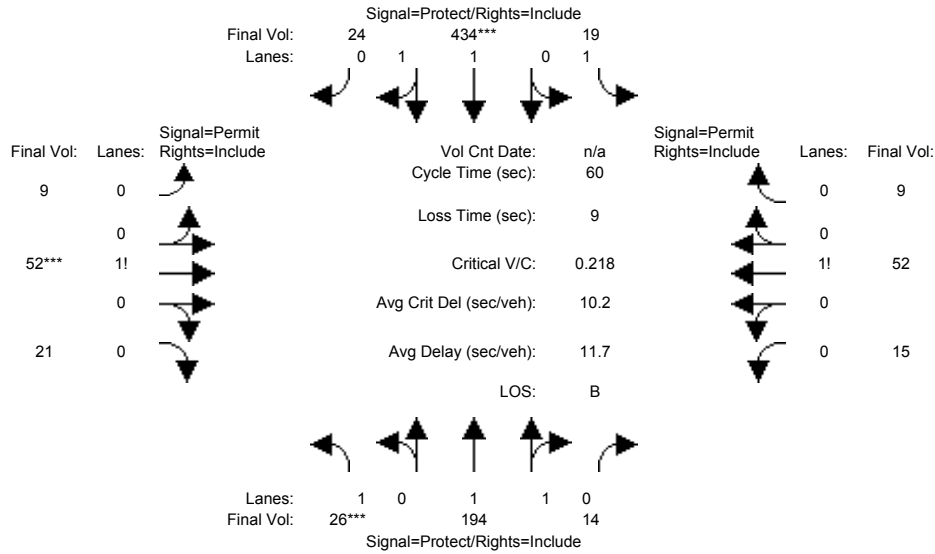 Signal=Protect/Rights=Include
Final Vol: 24 434*** 19
Lanes: 0 1 1 0 1
Signal=Permit Signal=Permit
Final Vol: Lanes: Rights=Include Vol Cnt Date: n/a Rights=Include Lanes: Final Vol:
Cycle Time (sec): 60
9 0 0 9
Loss Time (sec): 9
0 0
52*** 1! Critical V/C: 0.218 1! 52
0 Avg Crit Del (sec/veh): 10.2 0
21 0 Avg Delay (sec/veh): 11.7 0 15
LOS: B
Lanes: 1 0 1 1 0
Final Vol: 26*** 194 14
Signal=Protect/Rights=Include